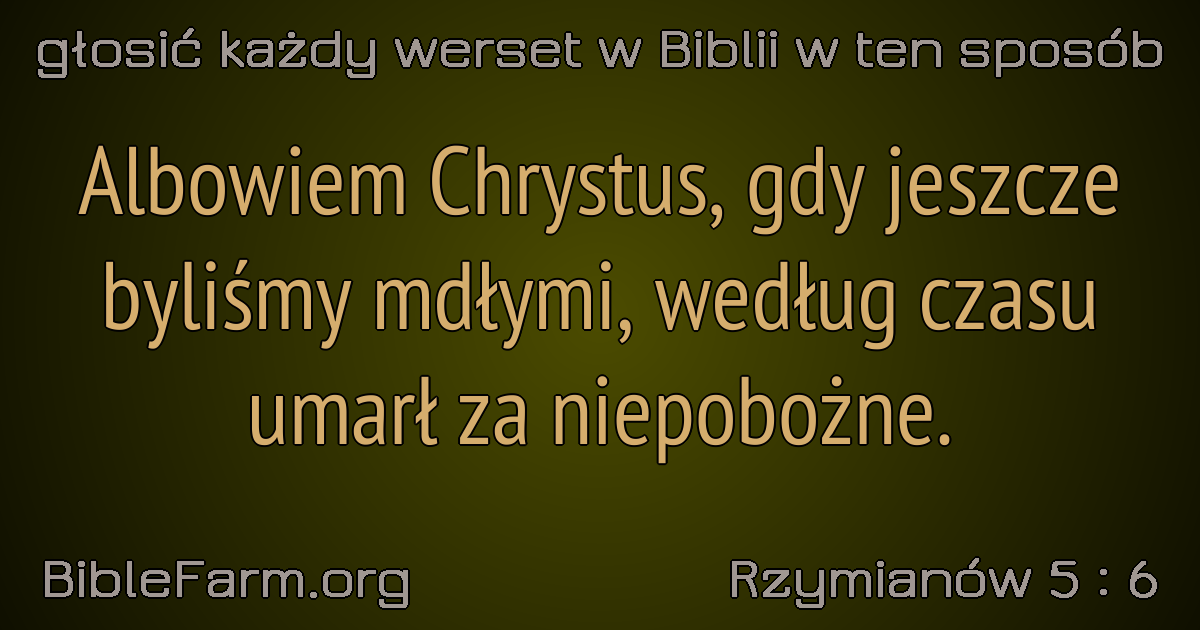 głosić każdy werset w Biblii w ten sposób
Albowiem Chrystus, gdy jeszcze
byliśmy mdłymi, według czasu
umarł za niepobożne.
BibleFarm.org
Rzymianów 5 : 6